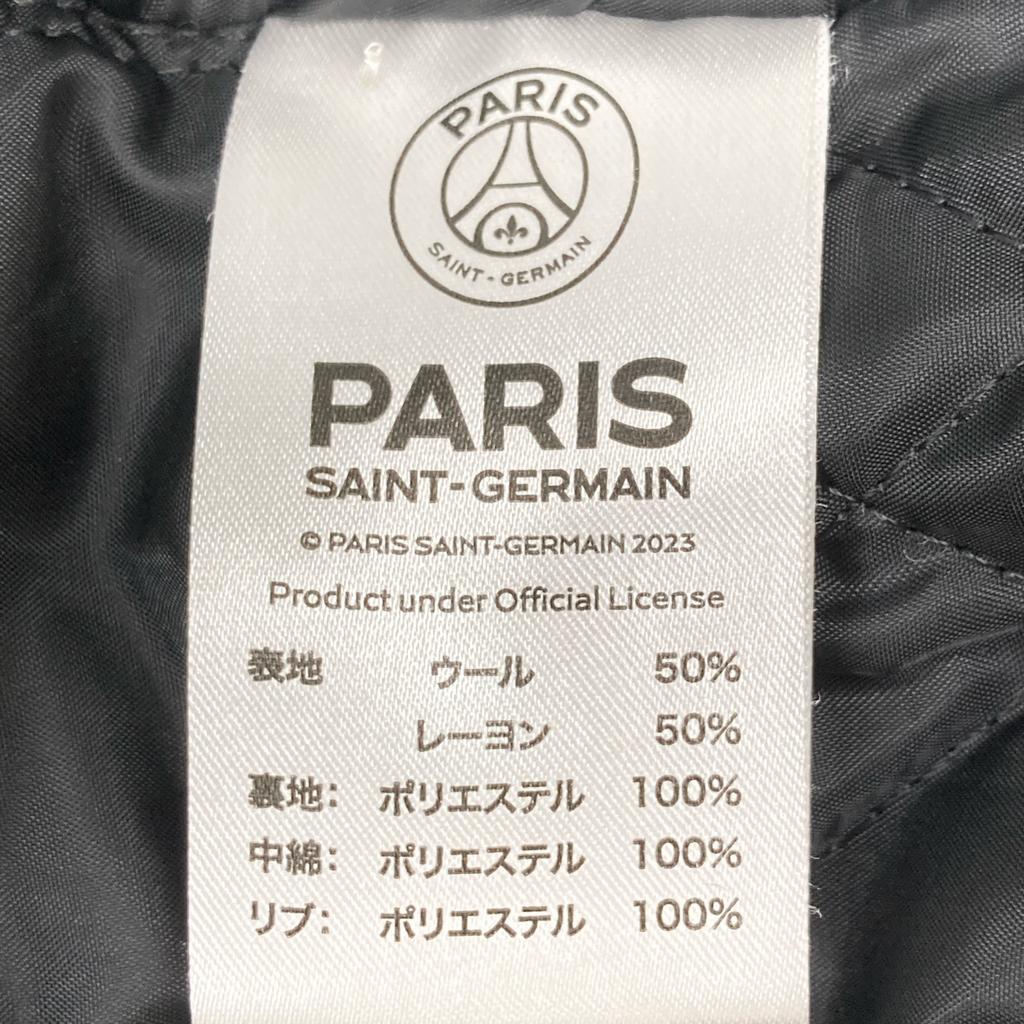 PARIS
SAINT-GERMAIN
PARIS
SAINT-GERMAIN
© PARIS SAINT-GERMAIN 2023
Product under Official License
表地 ウール 50%
レーヨン 50%
裏地: ポリエステル 100%
中綿: ポリエステル 100%
リブ: ポリエステル 100%